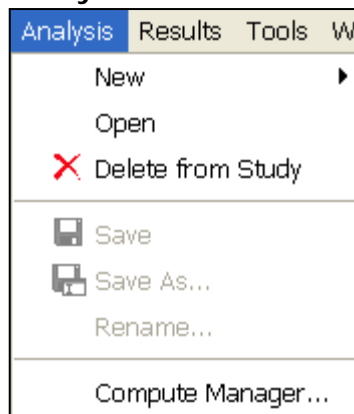 Analysis Results Tools W
New
Open
Delete from Study
Save
Save As...
Rename...
Compute Manager...